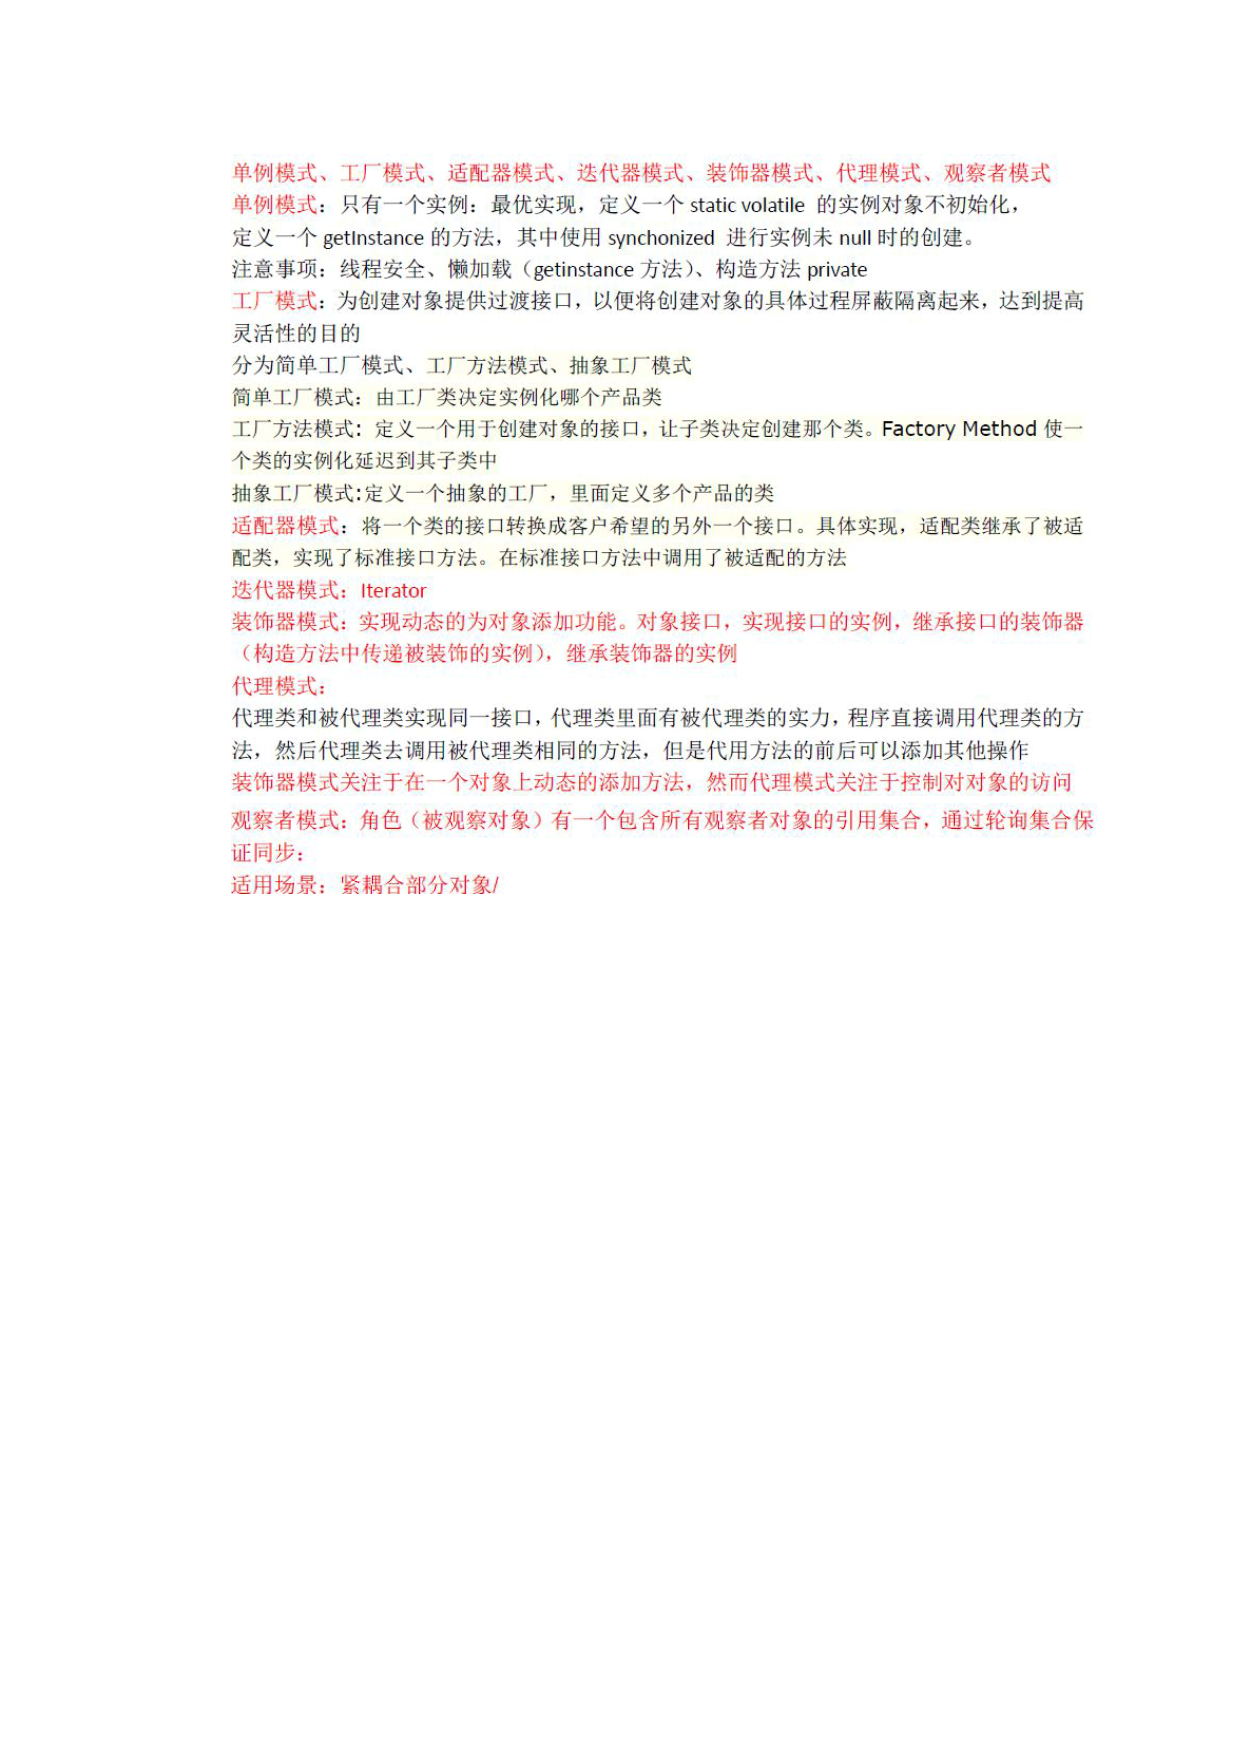 单例模式、工厂模式、适配器模式、迭代器模式、装饰器模式、代理模式、观察者模式
单例模式：只有一个实例：最优实现，定义一个 static volatile 的实例对象不初始化，
定义一个 getInstance 的方法，其中使用 synchonized 进行实例未 null 时的创建。
注意事项：线程安全、懒加载（getinstance 方法）、构造方法 private
工厂模式：为创建对象提供过渡接口，以便将创建对象的具体过程屏蔽隔离起来，达到提高
灵活性的目的
分为简单工厂模式、工厂方法模式、抽象工厂模式
简单工厂模式：由工厂类决定实例化哪个产品类
工厂方法模式：定义一个用于创建对象的接口，让子类决定创建那个类。Factory Method 使一
个类的实例化延迟到其子类中
抽象工厂模式:定义一个抽象的工厂，里面定义多个产品的类
适配器模式：将一个类的接口转换成客户希望的另外一个接口。具体实现，适配类继承了被适
配类，实现了标准接口方法。在标准接口方法中调用了被适配的方法
迭代器模式：Iterator
装饰器模式：实现动态的为对象添加功能。对象接口，实现接口的实例，继承接口的装饰器
（构造方法中传递被装饰的实例），继承装饰器的实例
代理模式：
代理类和被代理类实现同一接口，代理类里面有被代理类的实力，程序直接调用代理类的方
法，然后代理类去调用被代理类相同的方法，但是代用方法的前后可以添加其他操作
装饰器模式关注于在一个对象上动态的添加方法，然而代理模式关注于控制对对象的访问
观察者模式：角色（被观察对象）有一个包含所有观察者对象的引用集合，通过轮询集合保
证同步：
适用场景：紧耦合部分对象/